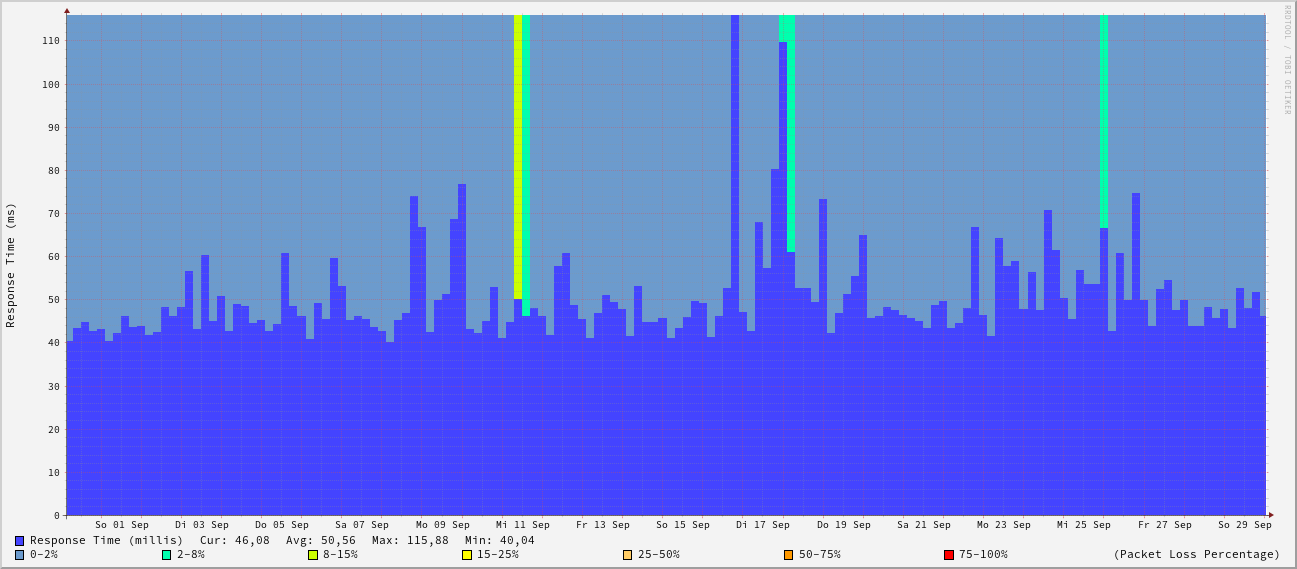 RRDTOOL / TOBI OETIKER
Response Time (ms)
110
100
90
80
70
60
50
40
30
20
10
0
So 01 Sep Di 03 Sep Do 05 Sep Sa 07 Sep Mo 09 Sep Mi 11 Sep Fr 13 Sep So 15 Sep Di 17 Sep Do 19 Sep Sa 21 Sep Mo 23 Sep Mi 25 Sep Fr 27 Sep So 29 Sep
Response Time (millis) Cur: 46,08 Avg: 50,56 Max: 115,88 Min: 40,04
0-2% 2-8% 8-15% 15-25% 25-50% 50-75% 75-100% (Packet Loss Percentage)